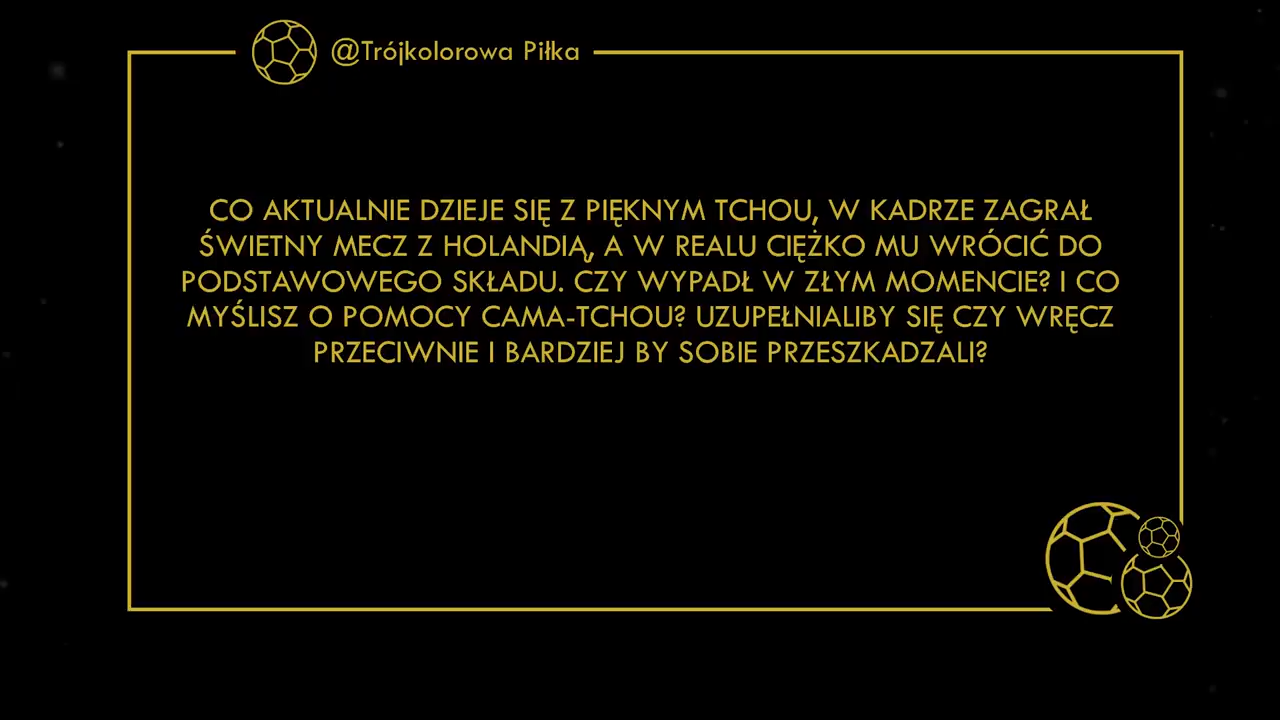 @Trójkolorowa Piłka
CO AKTUALNIE DZIEJE SIĘ Z PIĘKNYM TCHOU, W KADRZE ZAGRAŁ
ŚWIETNY MECZ Z HOLANDIĄ, A W REALU CIĘŻKO MU WRÓCIĆ DO
PODSTAWOWEGO SKŁADU. CZY WYPADŁ W ZŁYM MOMENCIE? I CO
MYŚLISZ O POMOCY CAMA-TCHOU? UZUPEŁNIALIBY SIĘ CZY WRĘCZ
PRZECIWNIE I BARDZIEJ BY SOBIE PRZESZKADZALI?